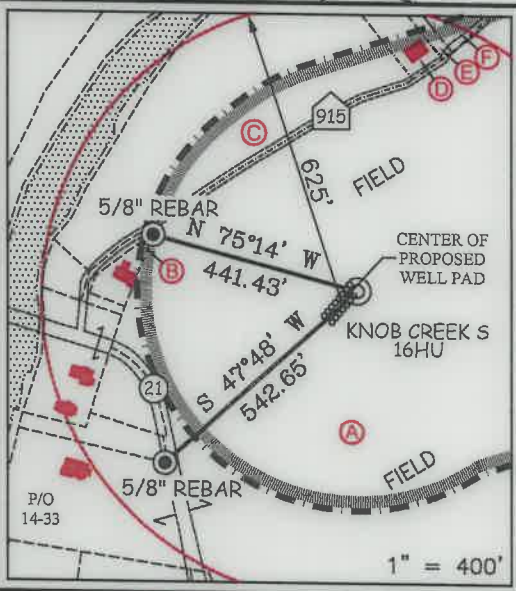 F
E
D
915
C
625'
FIELD
5/8" REBAR
N 75°14' W
441.43'
B
CENTER OF
PROPOSED
WELL PAD
KNOB CREEK S
16HU
S 47°48' W
542.65'
21
A
5/8" REBAR
FIELD
P/O
14-33
1" = 400'